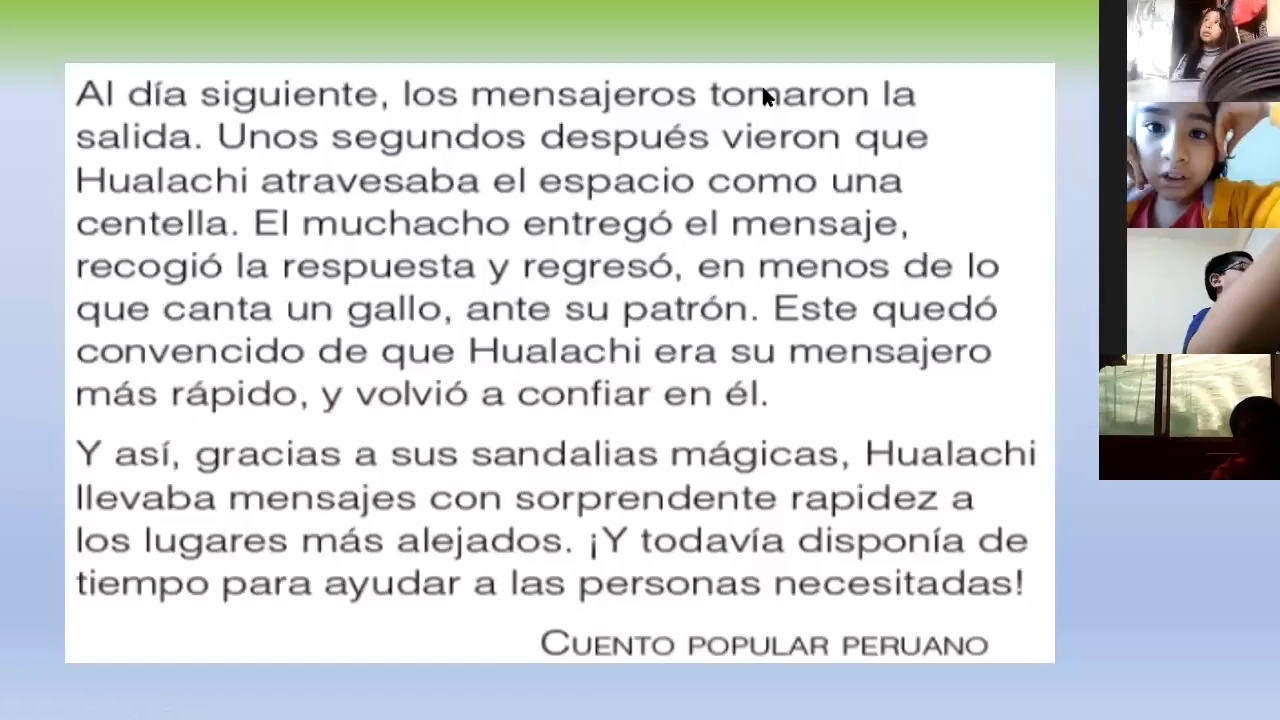 Al día siguiente, los mensajeros tomaron la
salida. Unos segundos después vieron que
Hualachi atravesaba el espacio como una
centella. El muchacho entregó el mensaje,
recogió la respuesta y regresó, en menos de lo
que canta un gallo, ante su patrón. Este quedó
convencido de que Hualachi era su mensajero
más rápido, y volvió a confiar en él.
Y así, gracias a sus sandalias mágicas, Hualachi
llevaba mensajes con sorprendente rapidez a
los lugares más alejados. ¡Y todavía disponía de
tiempo para ayudar a las personas necesitadas!
CUENTO POPULAR PERUANO